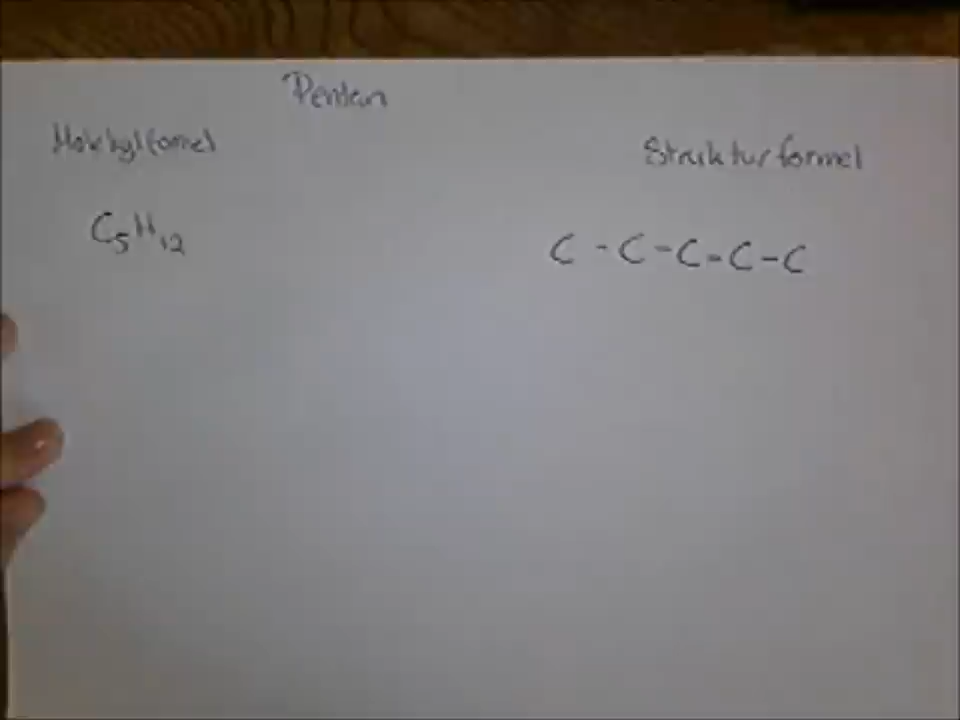 Pentan
Molekylformel
Strukturformel
C5H12
C-C-C-C-C